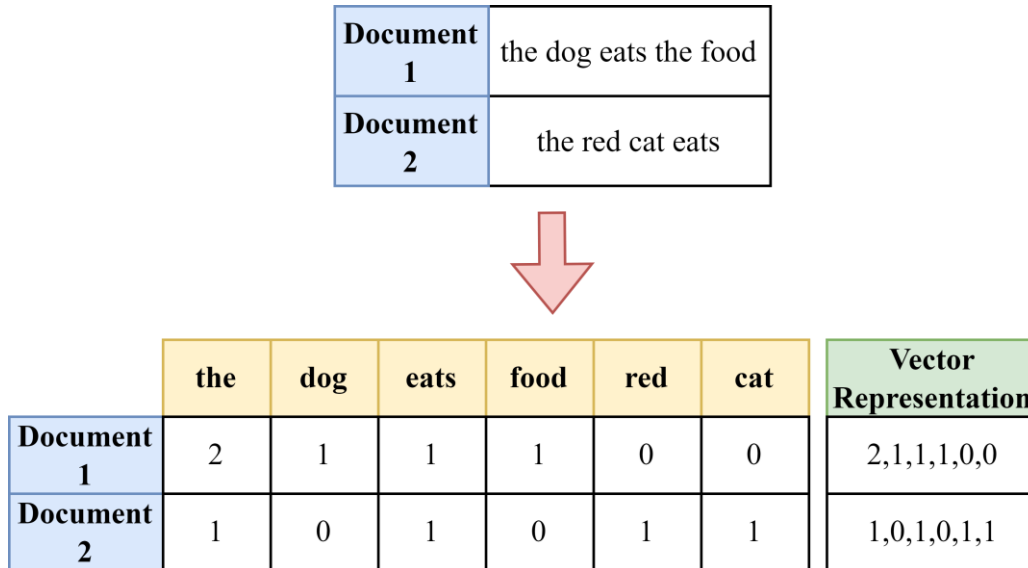 Document
1
the dog eats the food
Document
2
the red cat eats
the dog eats food red cat
Vector
Representation
Document
1
2 1 1 1 0 0
2,1,1,1,0,0
Document
2
1 0 1 0 1 1
1,0,1,0,1,1